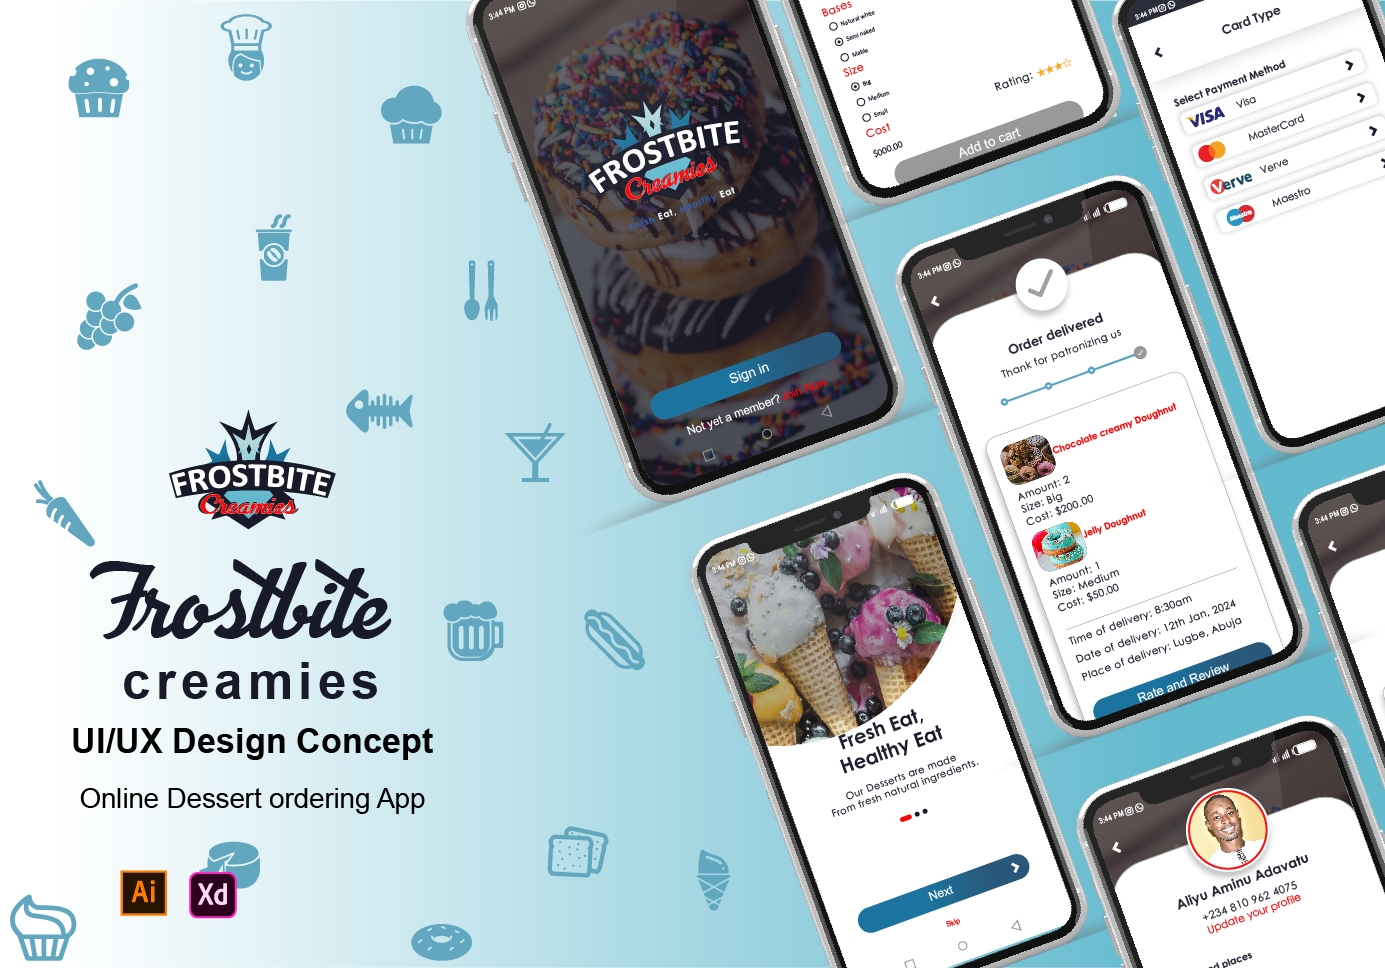 FROSTBITE
Creamies
Frostbite
creamies
UI/UX Design Concept
Online Dessert ordering App
Ai
Xd
3:44 PM
FROSTBITE
Creamies
Fresh Eat, Healthy Eat
Sign in
Not yet a member? Join Now
Bases
Natural white
Semi naked
Mable
Size
Big
Medium
Small
Cost
$000.00
Rating:
Add to cart
3:44 PM
Card Type
Select Payment Method
VISA Visa
MasterCard
Verve Verve
Maestro Maestro
3:44 PM
Order delivered
Thank for patronizing us
Chocolate creamy Doughnut
Amount: 2
Size: Big
Cost: $200.00
Jelly Doughnut
Amount: 1
Size: Medium
Cost: $50.00
Time of delivery: 8:30am
Date of delivery: 12th Jan, 2024
Place of delivery: Lugbe, Abuja
Rate and Review
3:44 PM
Fresh Eat,
Healthy Eat
Our Desserts are made
From fresh natural ingredients.
Next
Skip
3:44 PM
3:44 PM
Aliyu Aminu Adavatu
+234 810 962 4075
Update your profile
places